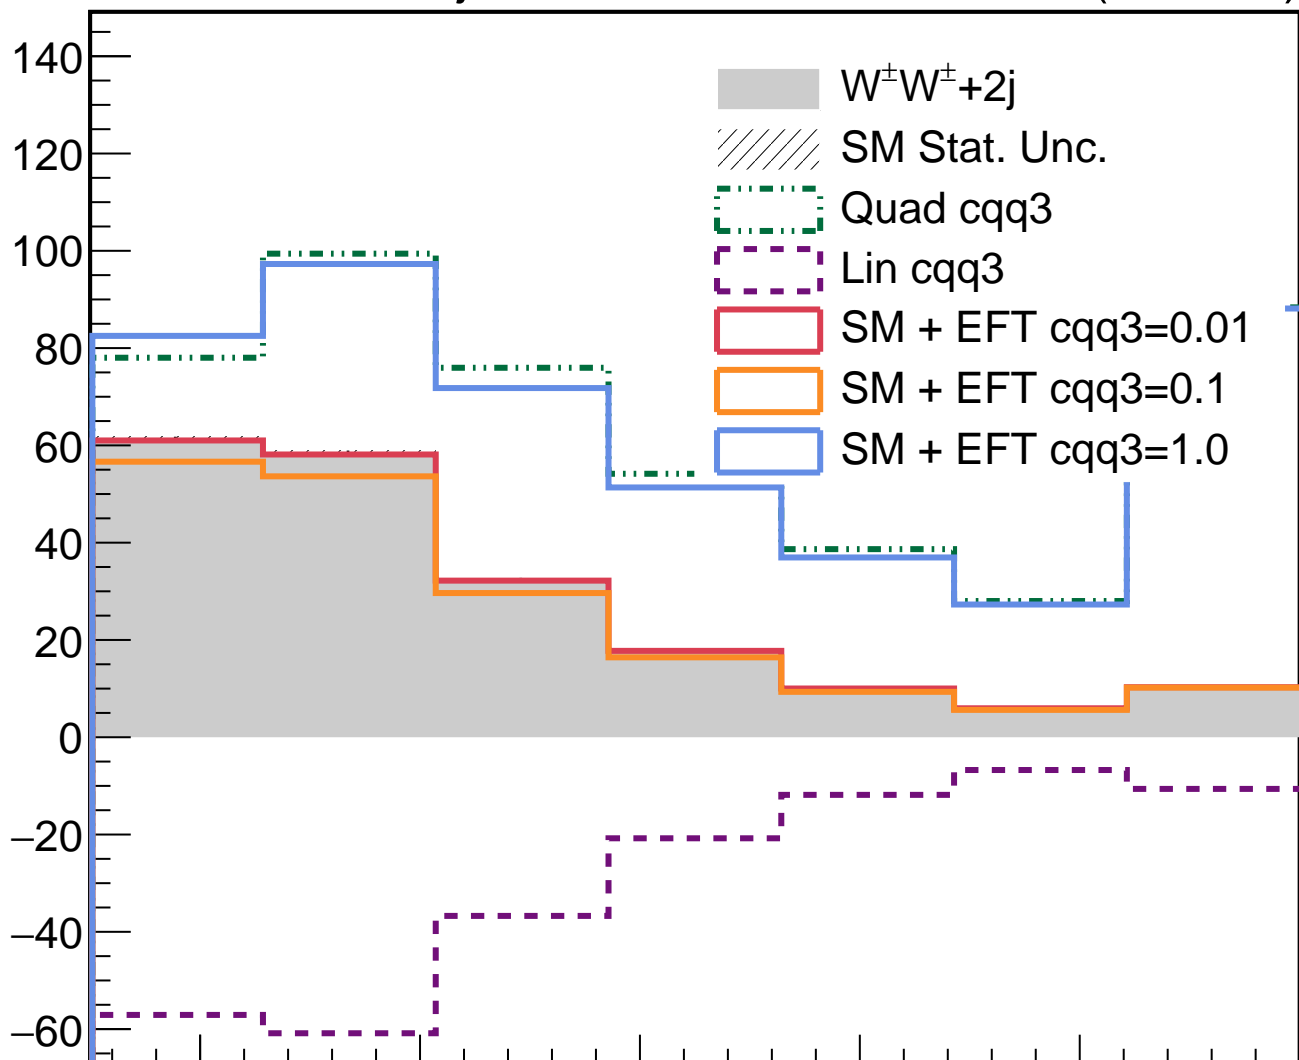 140
120
100
80
60
40
20
0
−20
−40
−60
W±W±+2j
SM Stat. Unc.
Quad cqq3
Lin cqq3
SM + EFT cqq3=0.01
SM + EFT cqq3=0.1
SM + EFT cqq3=1.0